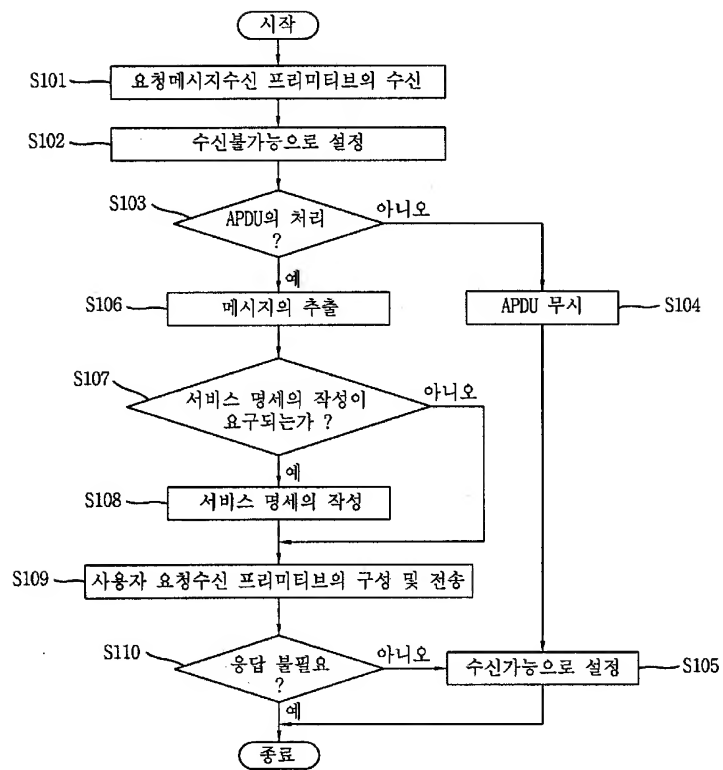 시작
S101
요청메시지수신 프리미티브의 수신
S102
수신불가능으로 설정
S103
APDU의 처리
?
아니오
예
S106
메시지의 추출
APDU 무시
S104
S107
서비스 명세의 작성이
요구되는가 ?
아니오
예
S108
서비스 명세의 작성
S109
사용자 요청수신 프리미티브의 구성 및 전송
S110
응답 불필요
?
아니오
수신가능으로 설정
S105
예
종료